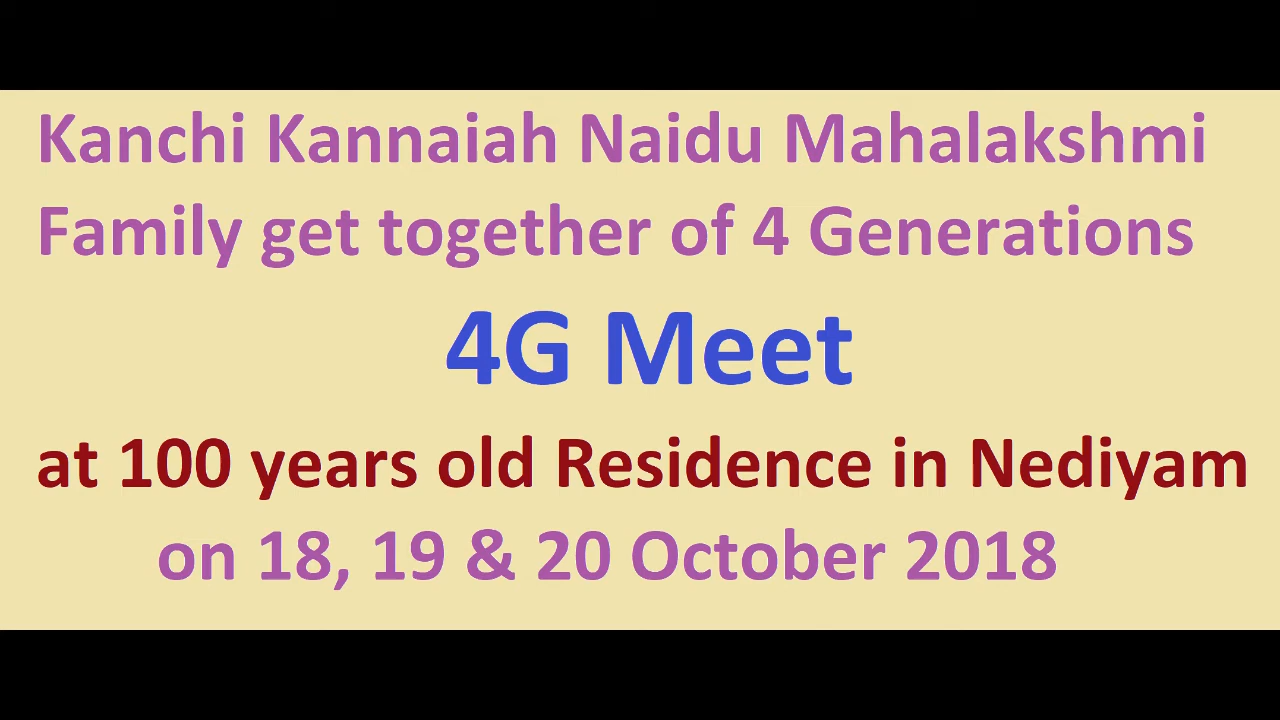 Kanchi Kannaiah Naidu Mahalakshmi
Family get together of 4 Generations
4G Meet
at 100 years old Residence in Nediyam
on 18, 19 & 20 October 2018